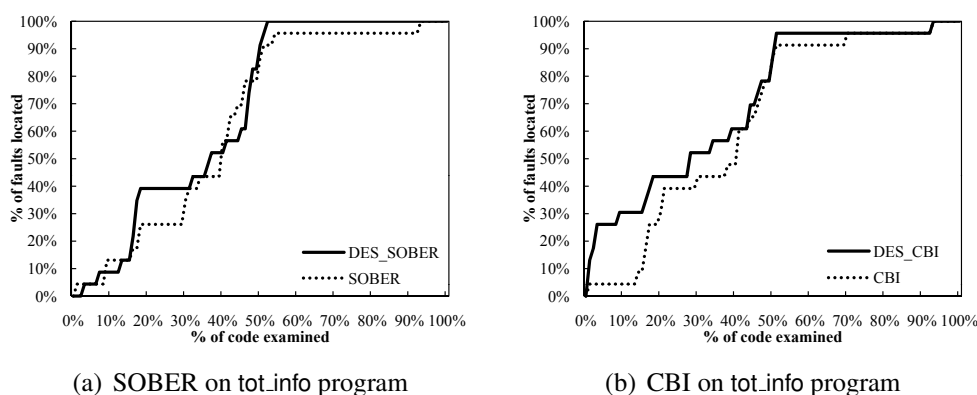 100%
90%
80%
70%
60%
50%
40%
30%
20%
10%
0%
% of faults located
DES_SOBER
SOBER
0% 10% 20% 30% 40% 50% 60% 70% 80% 90% 100%
% of code examined
(a) SOBER on tot_info program
100%
90%
80%
70%
60%
50%
40%
30%
20%
10%
0%
% of faults located
DES_CBI
CBI
0% 10% 20% 30% 40% 50% 60% 70% 80% 90% 100%
% of code examined
(b) CBI on tot_info program